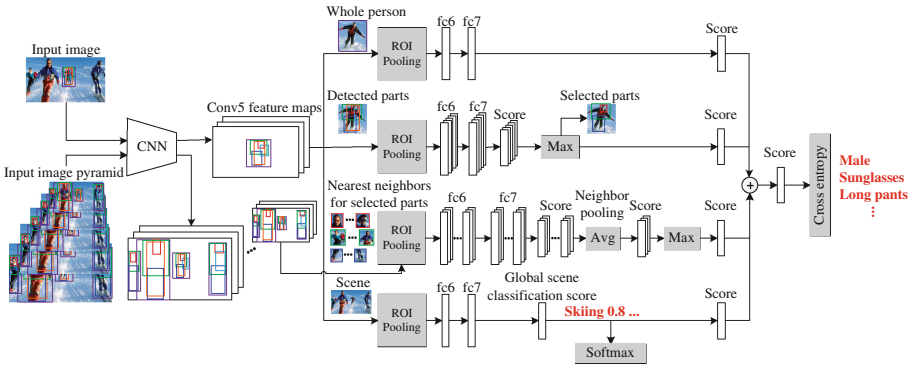 Input image
Input image pyramid
CNN
Conv5 feature maps
Whole person
ROI
Pooling
fc6
fc7
Score
Detected parts
ROI
Pooling
fc6
fc7
Score
Max
Selected parts
Score
Nearest neighbors
for selected parts
ROI
Pooling
fc6
fc7
Score
Neighbor
pooling
Avg
Score
Max
Score
Scene
ROI
Pooling
fc6
fc7
Global scene
classification score
Skiing 0.8 ...
Softmax
Score
+
Score
Cross entropy
Male
Sunglasses
Long pants
...